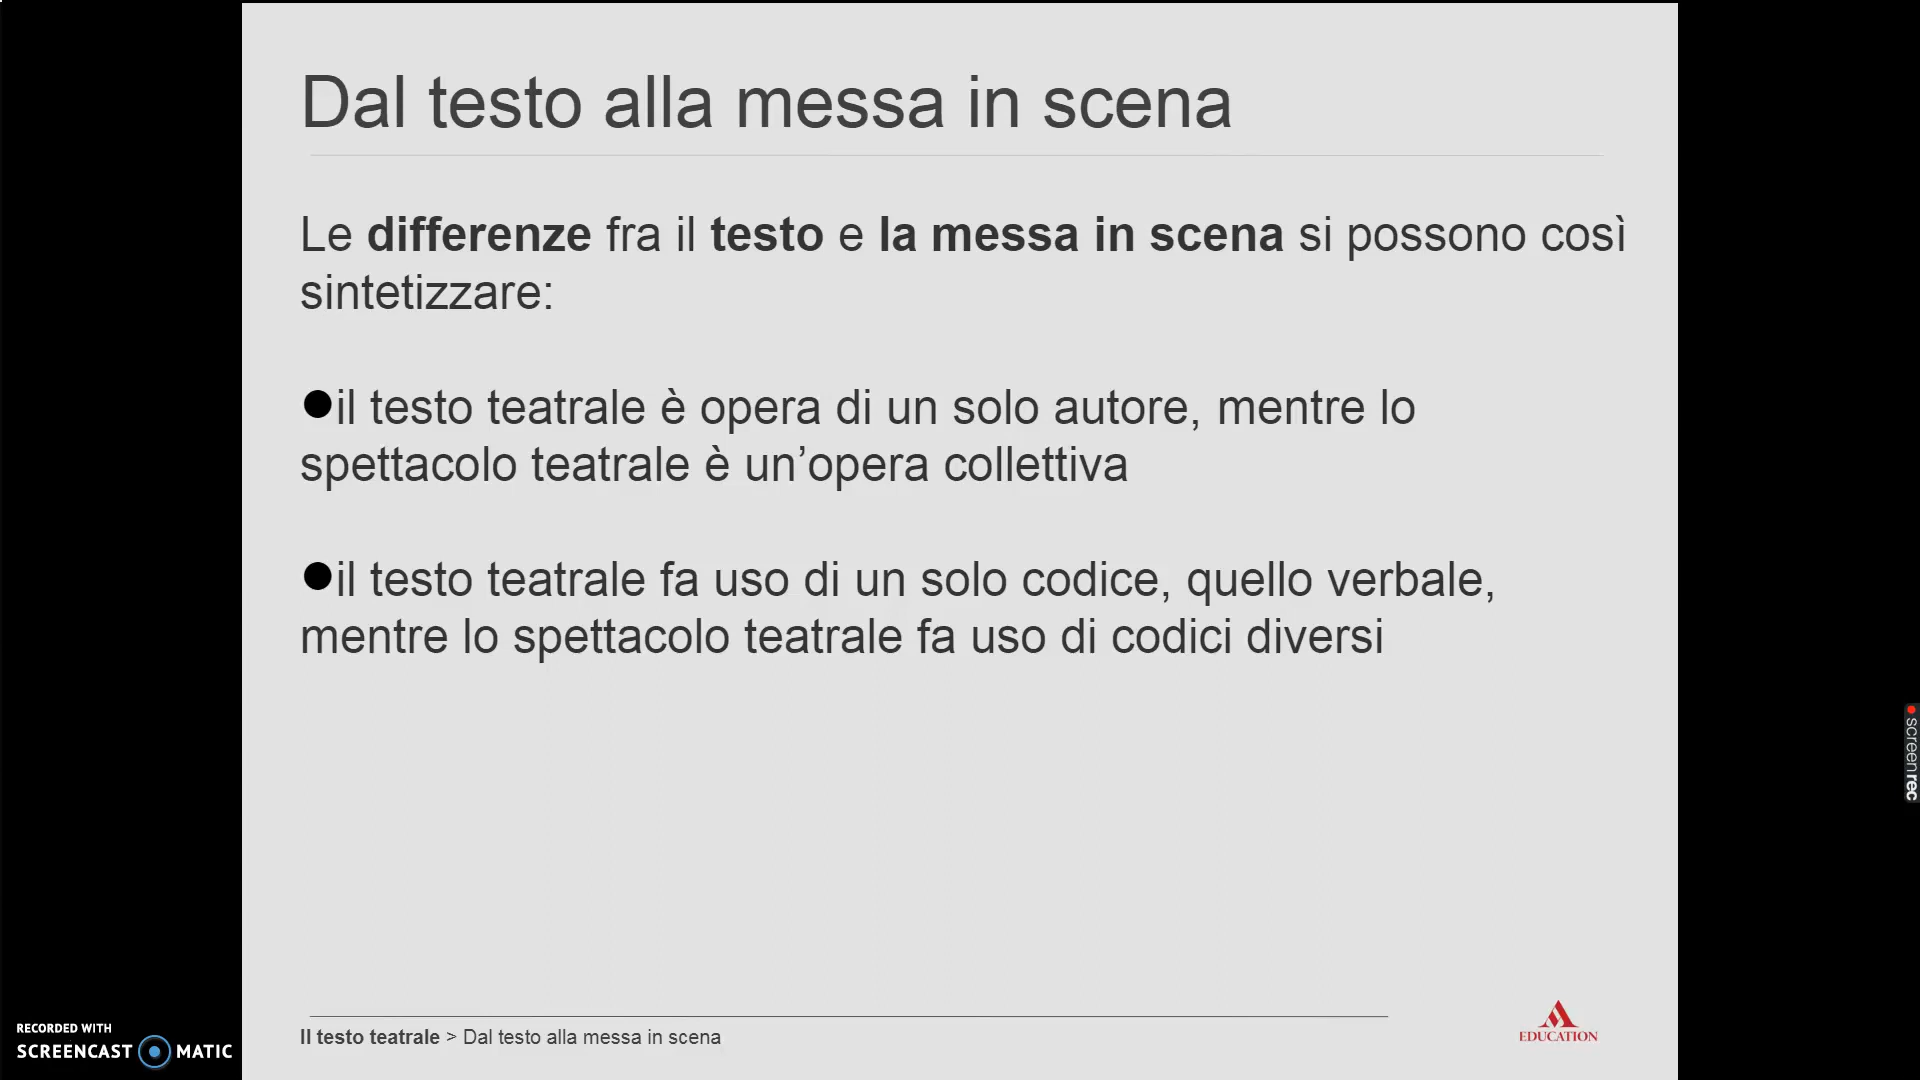 Dal testo alla messa in scena
Le differenze fra il testo e la messa in scena si possono così
sintetizzare:
●il testo teatrale è opera di un solo autore, mentre lo
spettacolo teatrale è un’opera collettiva
●il testo teatrale fa uso di un solo codice, quello verbale,
mentre lo spettacolo teatrale fa uso di codici diversi
Il testo teatrale > Dal testo alla messa in scena
EDUCATION
RECORDED WITH
SCREENCAST MATIC
screenrec